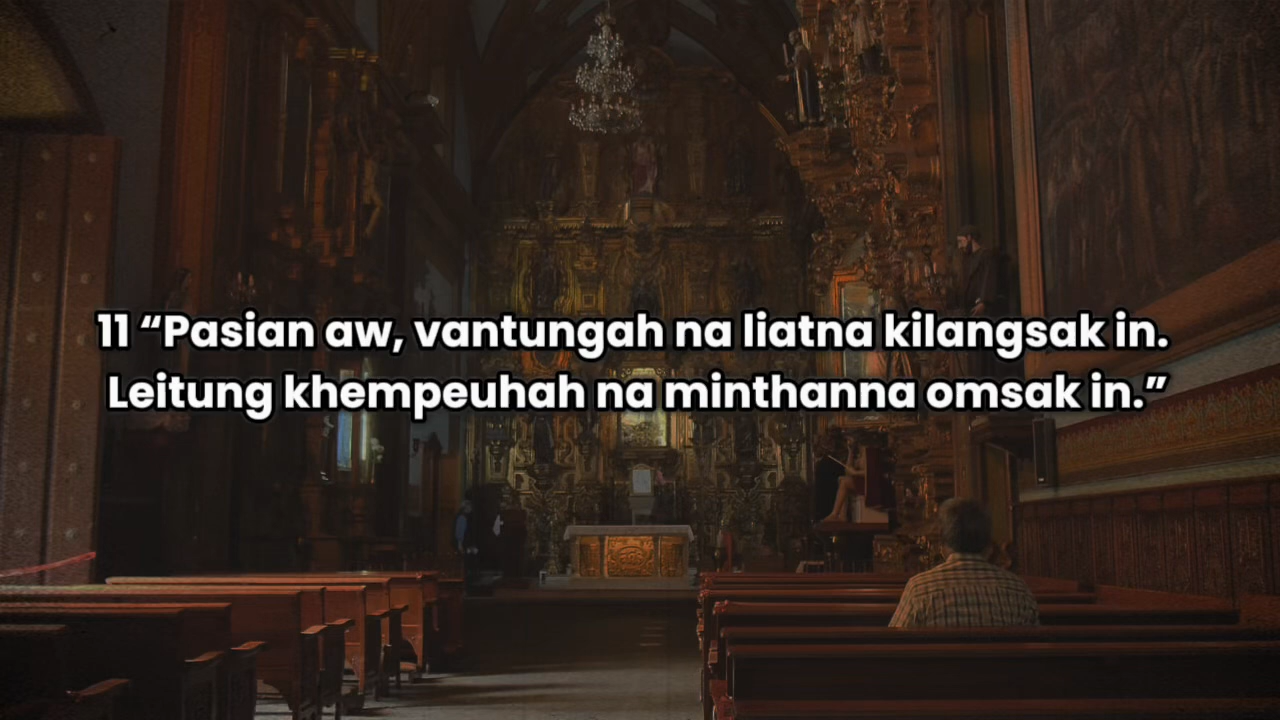 11 “Pasian aw, vantungah na liatna kilangsak in.
Leitung khempeuhah na minthanna omsak in.”